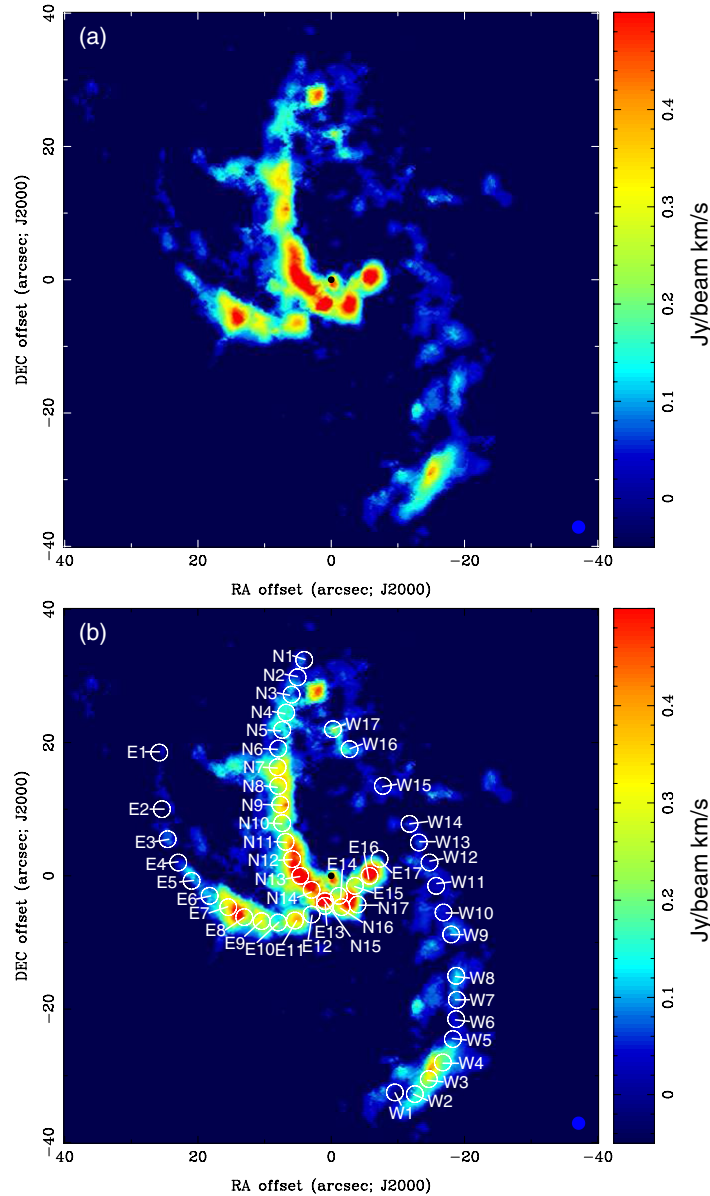 (a)
40
20
0
−20
−40
DEC offset (arcsec; J2000)
40
20
0
−20
−40
RA offset (arcsec; J2000)
0.4
0.3
0.2
0.1
0
Jy/beam km/s
(b)
40
20
0
−20
−40
DEC offset (arcsec; J2000)
N1
N2
N3
N4
N5
N6
N7
N8
N9
N10
N11
N12
N13
N14
N15
N16
N17
E1
E2
E3
E4
E5
E6
E7
E8
E9
E10
E11
E12
E13
E14
E15
E16
E17
W17
W16
W15
W14
W13
W12
W11
W10
W9
W8
W7
W6
W5
W4
W3
W2
W1
40
20
0
−20
−40
RA offset (arcsec; J2000)
0.4
0.3
0.2
0.1
0
Jy/beam km/s